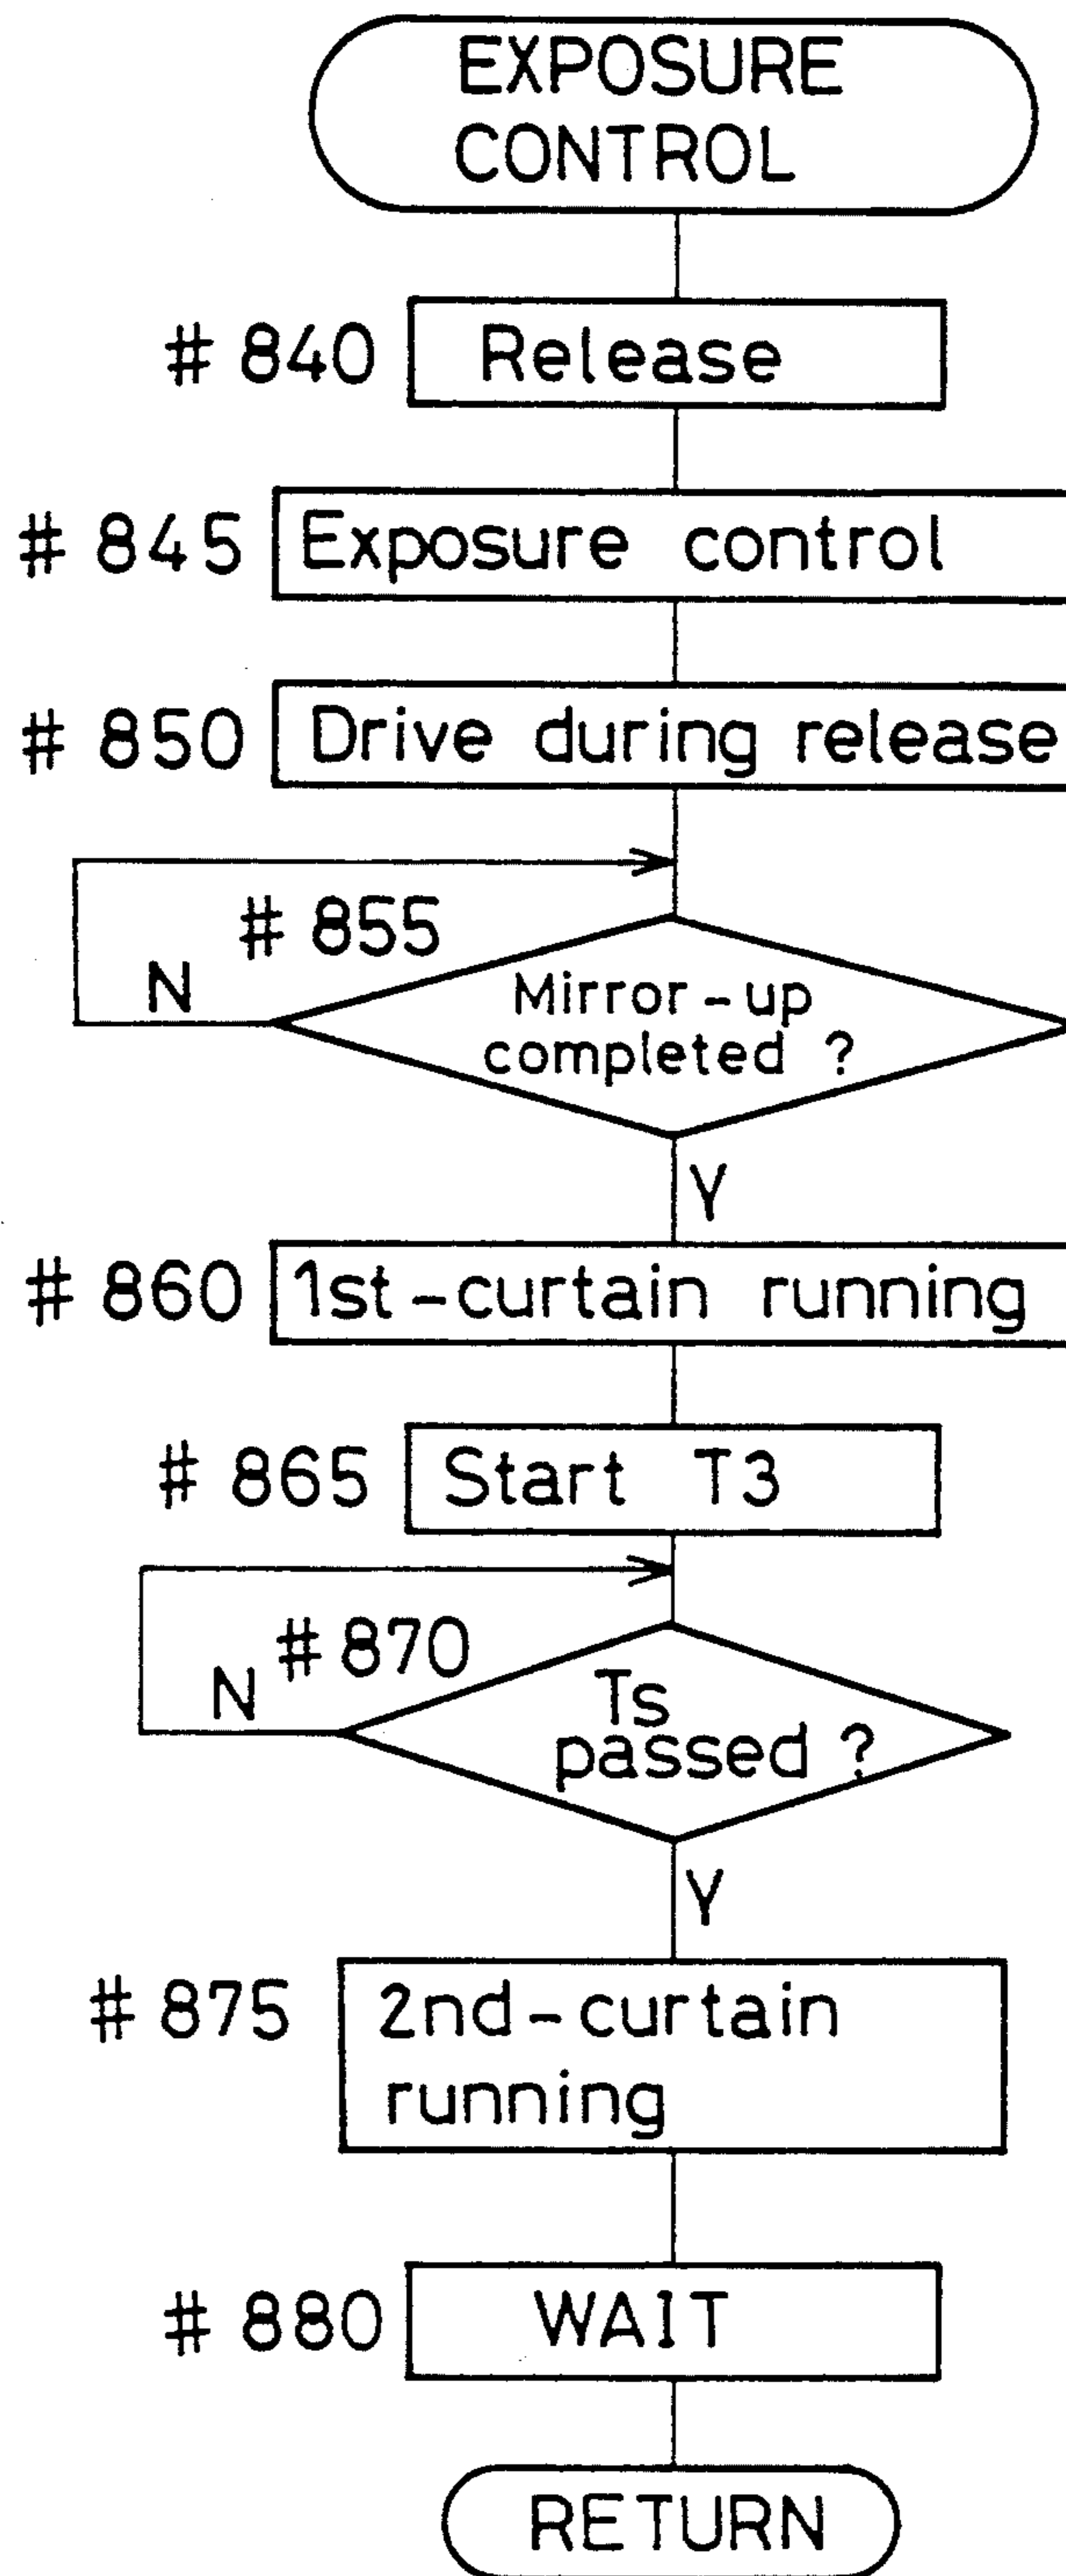 EXPOSURE
CONTROL
# 840 Release
# 845 Exposure control
# 850 Drive during release
# 855
N
Mirror-up
completed ?
Y
# 860 1st-curtain running
# 865 Start T3
# 870
N
Ts
passed ?
Y
# 875 2nd-curtain
running
# 880 WAIT
RETURN